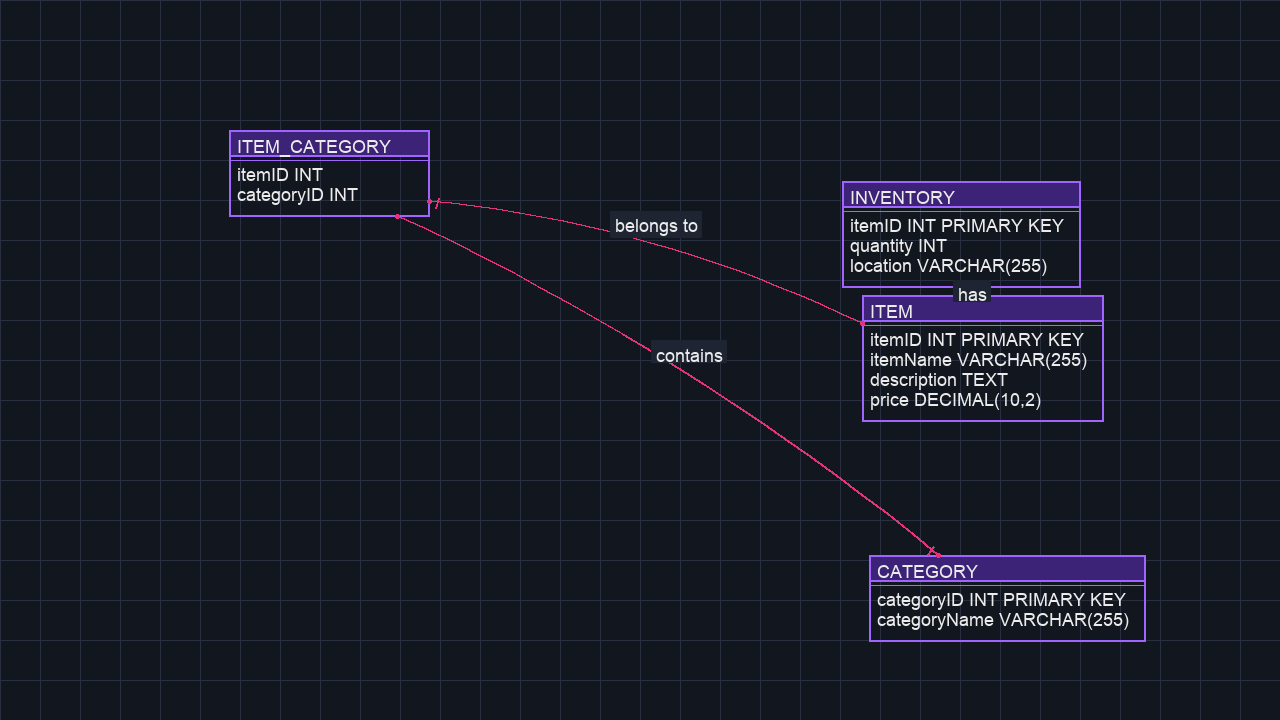 ITEM_CATEGORY
itemID INT
categoryID INT
belongs to
INVENTORY
itemID INT PRIMARY KEY
quantity INT
location VARCHAR(255)
has
ITEM
itemID INT PRIMARY KEY
itemName VARCHAR(255)
description TEXT
price DECIMAL(10,2)
contains
CATEGORY
categoryID INT PRIMARY KEY
categoryName VARCHAR(255)